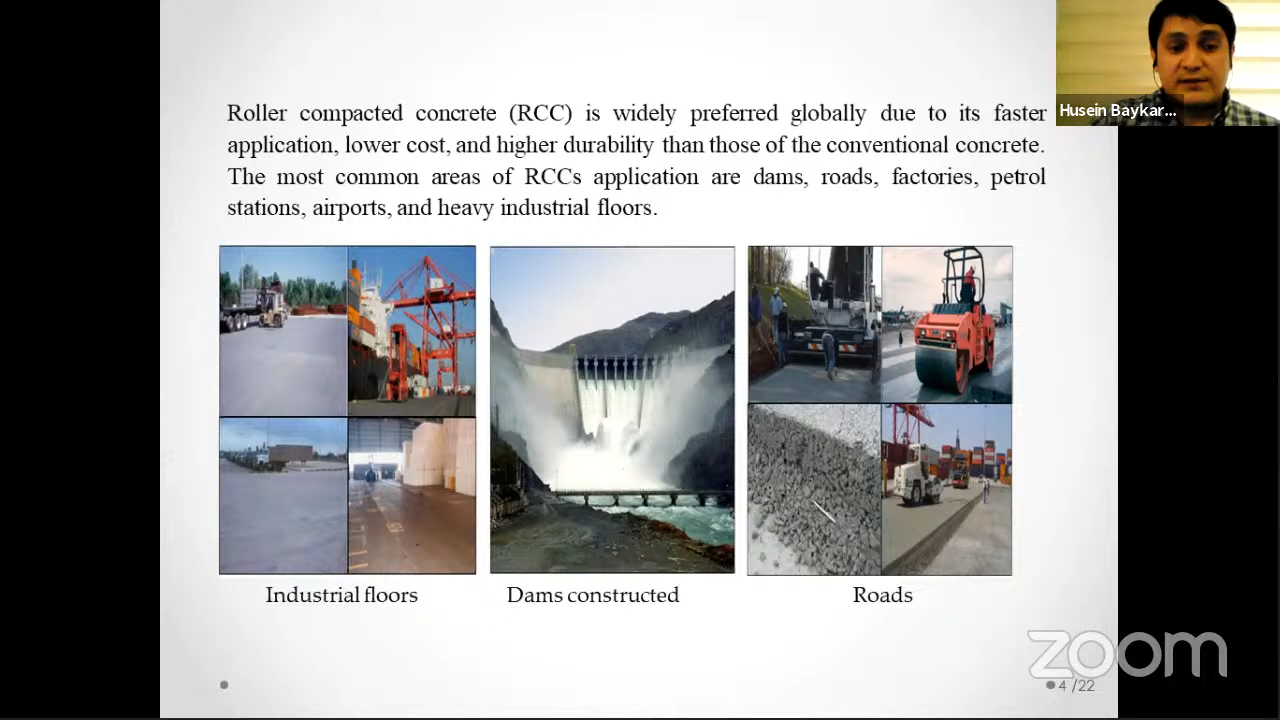 Roller compacted concrete (RCC) is widely preferred globally due to its faster
application, lower cost, and higher durability than those of the conventional concrete.
The most common areas of RCCs application are dams, roads, factories, petrol
stations, airports, and heavy industrial floors.
Husein Baykar...
Industrial floors
Dams constructed
Roads
zoom
4 /22